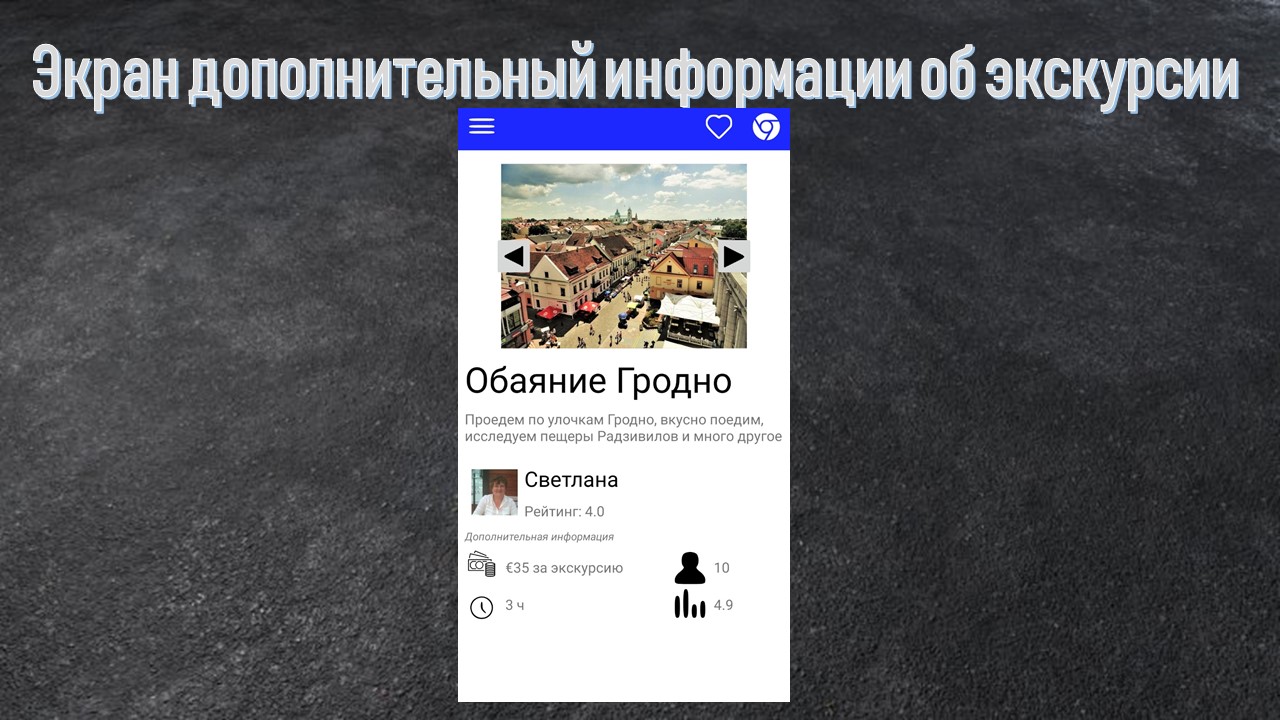 Экран дополнительный информации об экскурсии
Обаяние Гродно
Проедем по улочкам Гродно, вкусно поедим,
исследуем пещеры Радзивилов и много другое
Светлана
Рейтинг: 4.0
Дополнительная информация
€35 за экскурсию
10
3 ч
4.9